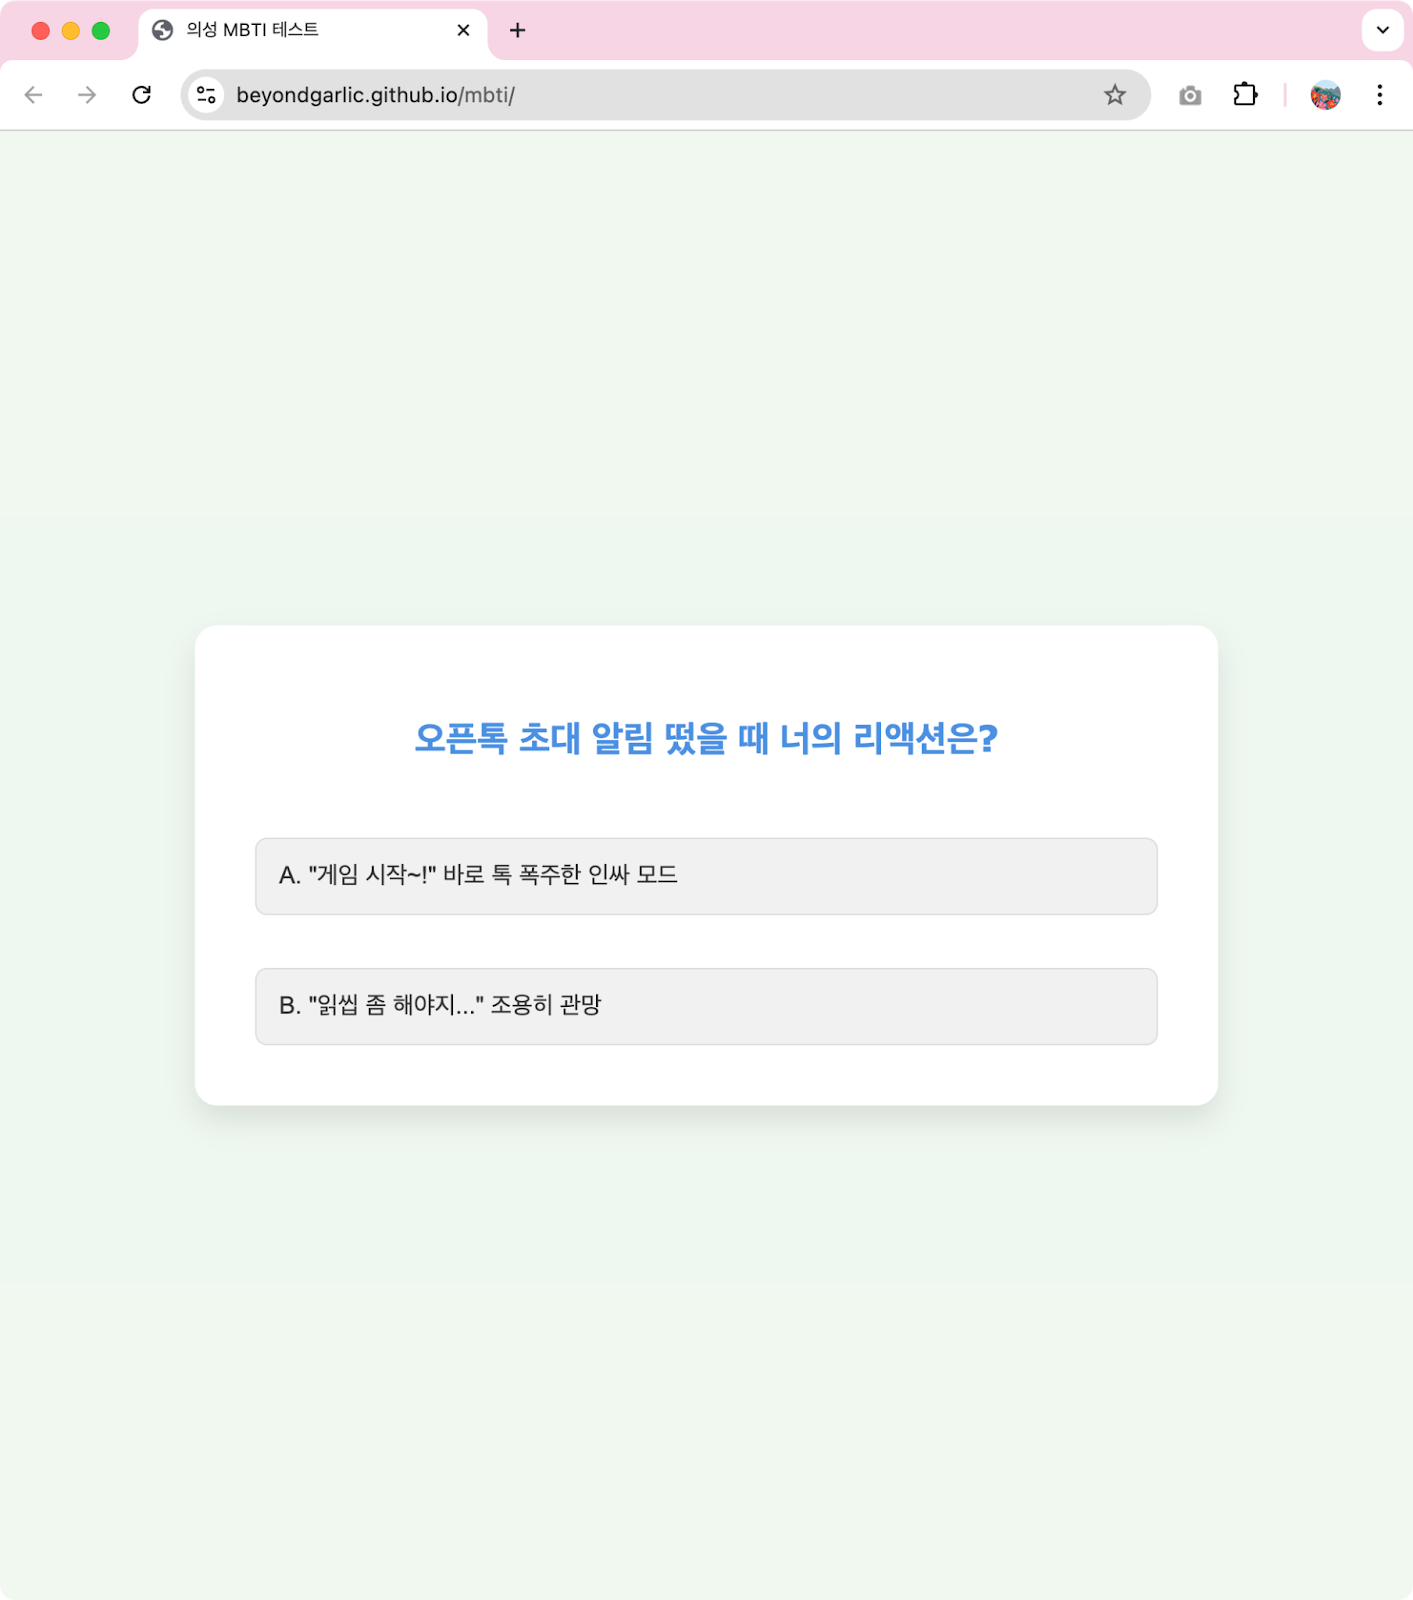 의성 MBTI 테스트
beyondgarlic.github.io/mbti/
오픈톡 초대 알림 떴을 때 너의 리액션은?
A. "게임 시작~!" 바로 톡 폭주한 인싸 모드
B. "읽씹 좀 해야지..." 조용히 관망